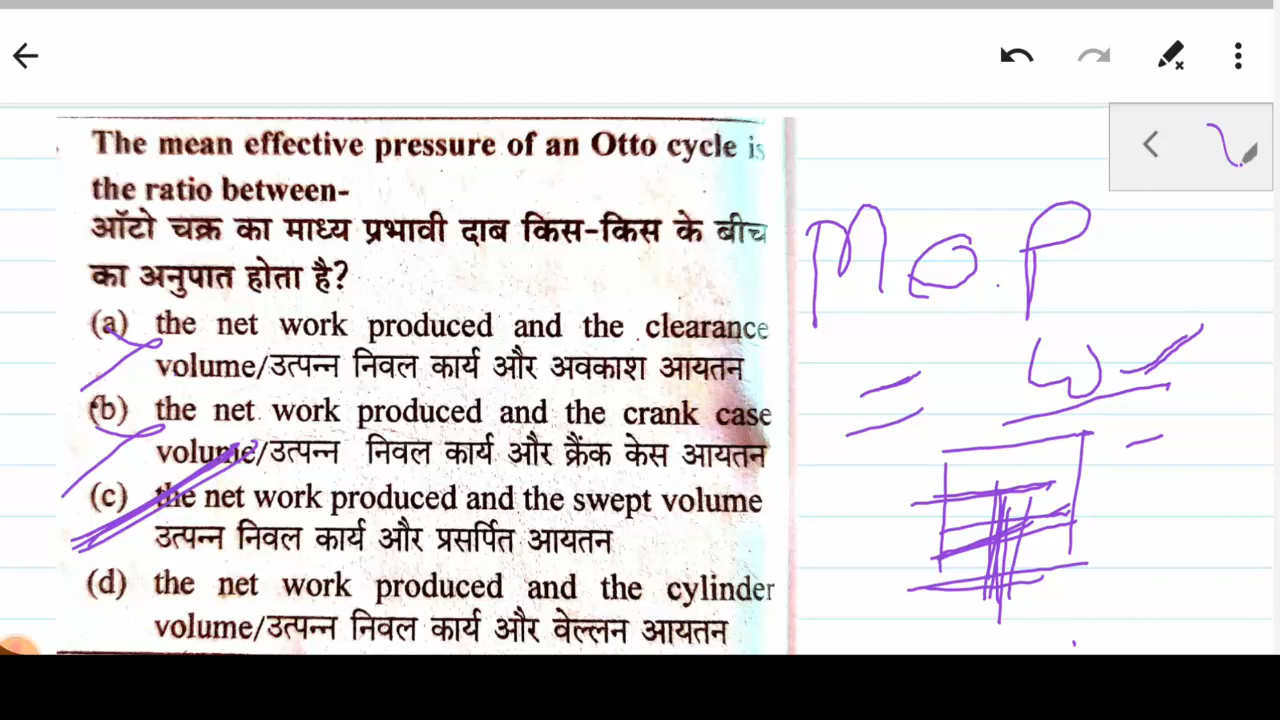 The mean effective pressure of an Otto cycle is
the ratio between-
ऑटो चक्र का माध्य प्रभावी दाब किस-किस के बीच
का अनुपात होता है?
(a) the net work produced and the clearance
volume/उत्पन्न निवल कार्य और अवकाश आयतन
(b) the net work produced and the crank case
volume/उत्पन्न निवल कार्य और क्रैंक केस आयतन
(c) the net work produced and the swept volume
उत्पन्न निवल कार्य और प्रसर्पित आयतन
(d) the net work produced and the cylinder
volume/उत्पन्न निवल कार्य और वेल्लन आयतन
M e.P
= W